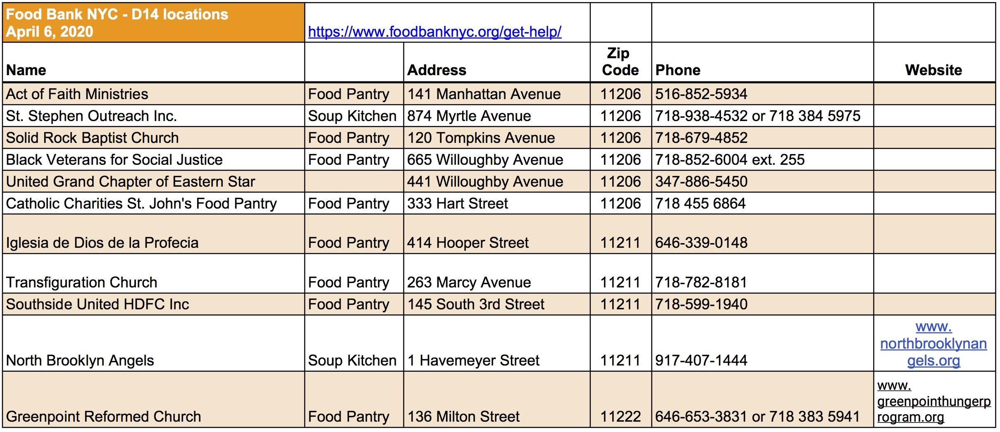 Food Bank NYC - D14 locations
April 6, 2020
https://www.foodbanknyc.org/get-help/
Name Address Zip Code Phone Website
Act of Faith Ministries Food Pantry 141 Manhattan Avenue 11206 516-852-5934
St. Stephen Outreach Inc. Soup Kitchen 874 Myrtle Avenue 11206 718-938-4532 or 718 384 5975
Solid Rock Baptist Church Food Pantry 120 Tompkins Avenue 11206 718-679-4852
Black Veterans for Social Justice Food Pantry 665 Willoughby Avenue 11206 718-852-6004 ext. 255
United Grand Chapter of Eastern Star 441 Willoughby Avenue 11206 347-886-5450
Catholic Charities St. John's Food Pantry Food Pantry 333 Hart Street 11206 718 455 6864
Iglesia de Dios de la Profecia Food Pantry 414 Hooper Street 11211 646-339-0148
Transfiguration Church Food Pantry 263 Marcy Avenue 11211 718-782-8181
Southside United HDFC Inc Food Pantry 145 South 3rd Street 11211 718-599-1940
North Brooklyn Angels Soup Kitchen 1 Havemeyer Street 11211 917-407-1444
www.
northbrooklynan
gels.org
Greenpoint Reformed Church Food Pantry 136 Milton Street 11222 646-653-3831 or 718 383 5941
www.
greenpointhungerp
rogram.org